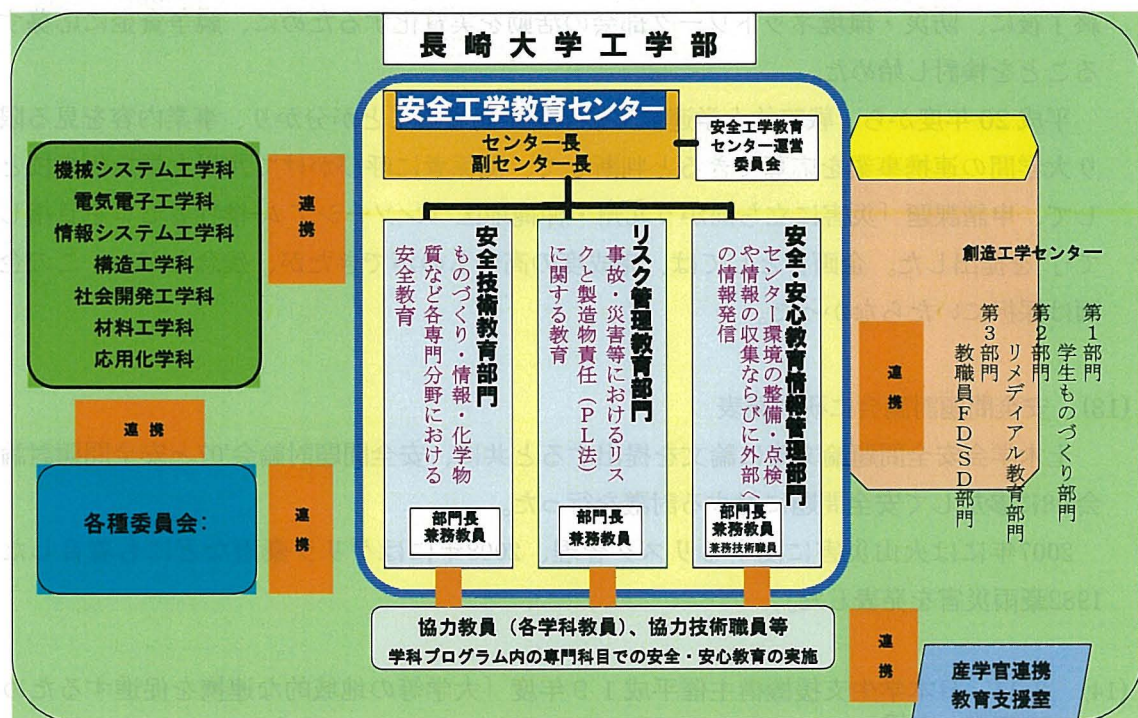 長崎大学工学部
安全工学教育センター
センター長
副センター長
安全工学教育
センター運営
委員会
機械システム工学科
電気電子工学科
情報システム工学科
構造工学科
社会開発工学科
材料工学科
応用化学科
連携
連携
各種委員会:
連携
安全技術教育部門
ものづくり・情報・化学物
質など各専門分野における
安全教育
部門長
兼務教員
リスク管理教育部門
事故・災害等におけるリス
クと製造物責任(PL法)
に関する教育
部門長
兼務教員
安全・安心教育情報管理部門
センター環境の整備・点検
や情報の収集ならびに外部へ
の情報発信
部門長
兼務教員
兼務技術職員
連携
創造工学センター
第1部門
学生ものづくり部門
第2部門
リメディアル教育部門
第3部門
教職員FD/SD部門
協力教員(各学科教員)、協力技術職員等
学科プログラム内の専門科目での安全・安心教育の実施
連携
産学官連携
教育支援室